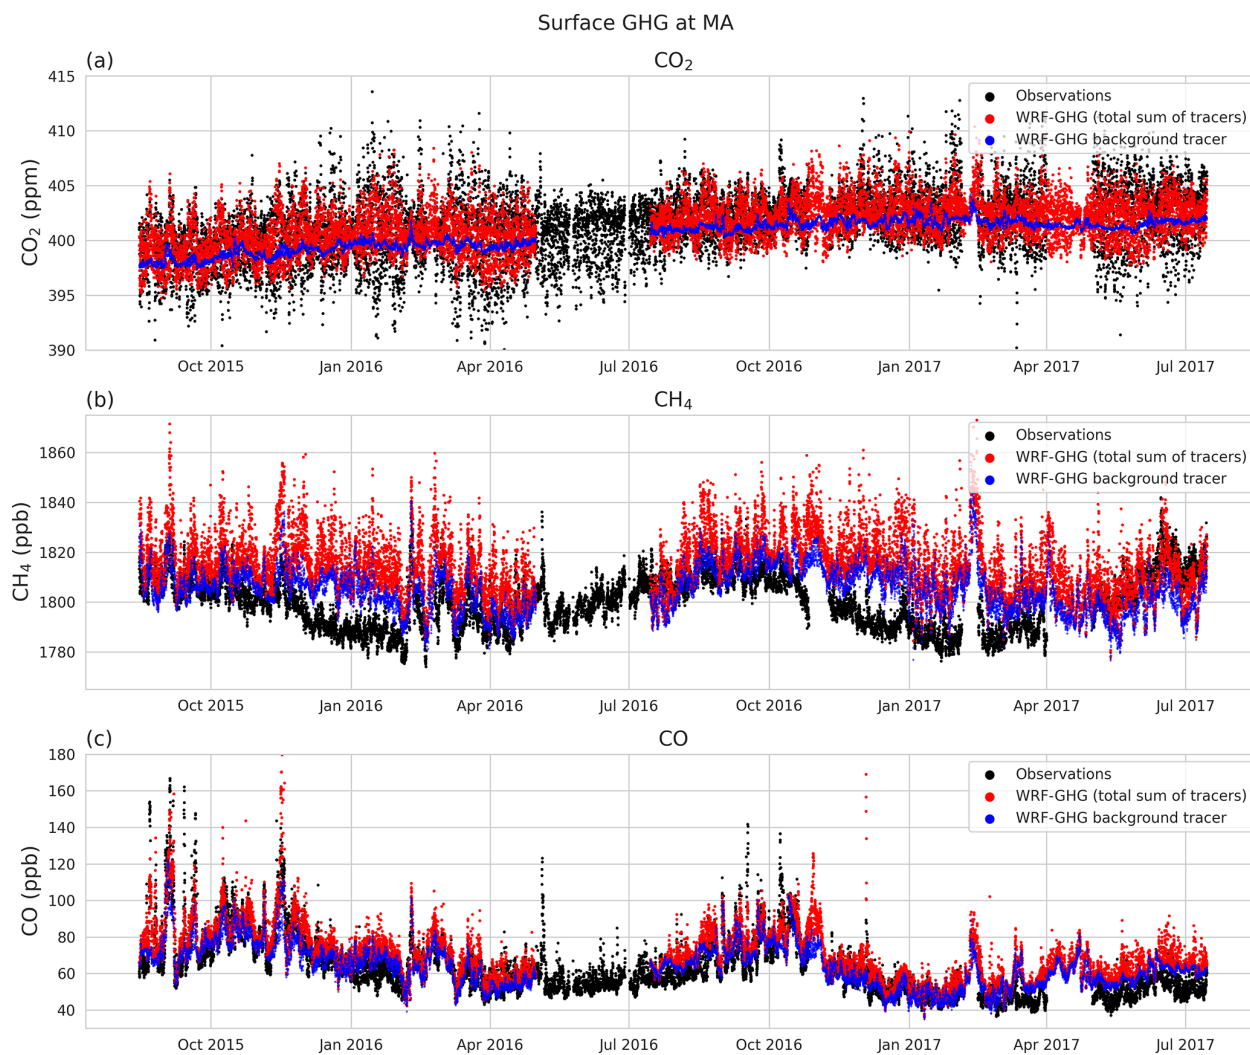 Surface GHG at MA
(a)
CO₂
415
410
405
400
395
390
CO₂ (ppm)
Observations
WRF-GHG (total sum of tracers)
WRF-GHG background tracer
Oct 2015
Jan 2016
Apr 2016
Jul 2016
Oct 2016
Jan 2017
Apr 2017
Jul 2017
(b)
CH₄
1860
1840
1820
1800
1780
CH₄ (ppb)
Observations
WRF-GHG (total sum of tracers)
WRF-GHG background tracer
Oct 2015
Jan 2016
Apr 2016
Jul 2016
Oct 2016
Jan 2017
Apr 2017
Jul 2017
(c)
CO
180
160
140
120
100
80
60
40
CO (ppb)
Observations
WRF-GHG (total sum of tracers)
WRF-GHG background tracer
Oct 2015
Jan 2016
Apr 2016
Jul 2016
Oct 2016
Jan 2017
Apr 2017
Jul 2017